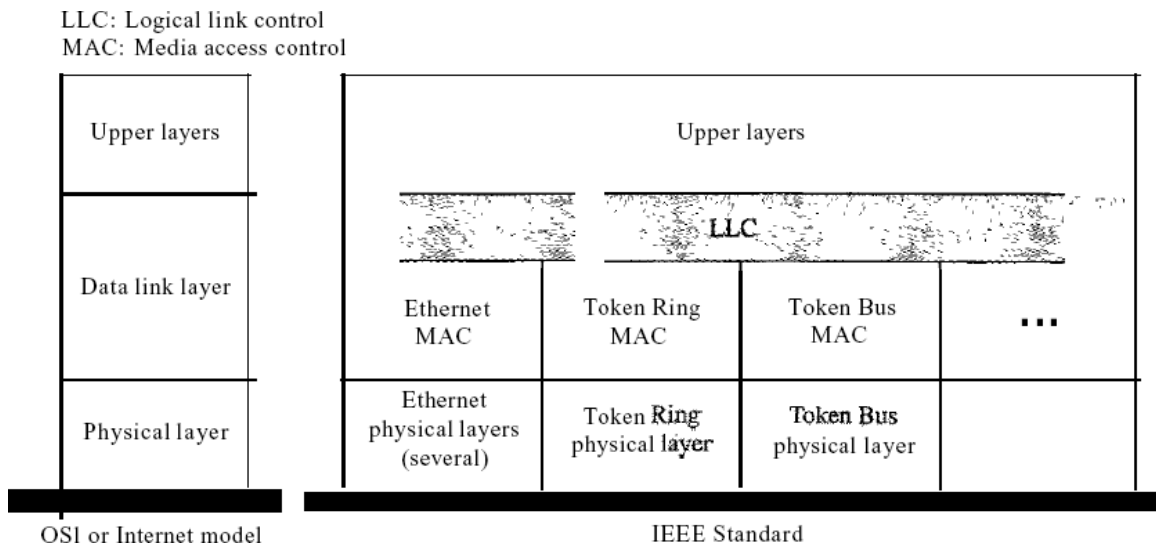 LLC: Logical link control
MAC: Media access control
Upper layers
Upper layers
LLC
Data link layer
Ethernet
MAC
Token Ring
MAC
Token Bus
MAC
...
Physical layer
Ethernet
physical layers
(several)
Token Ring
physical layer
Token Bus
physical layer
OS1 or Internet model
IEEE Standard